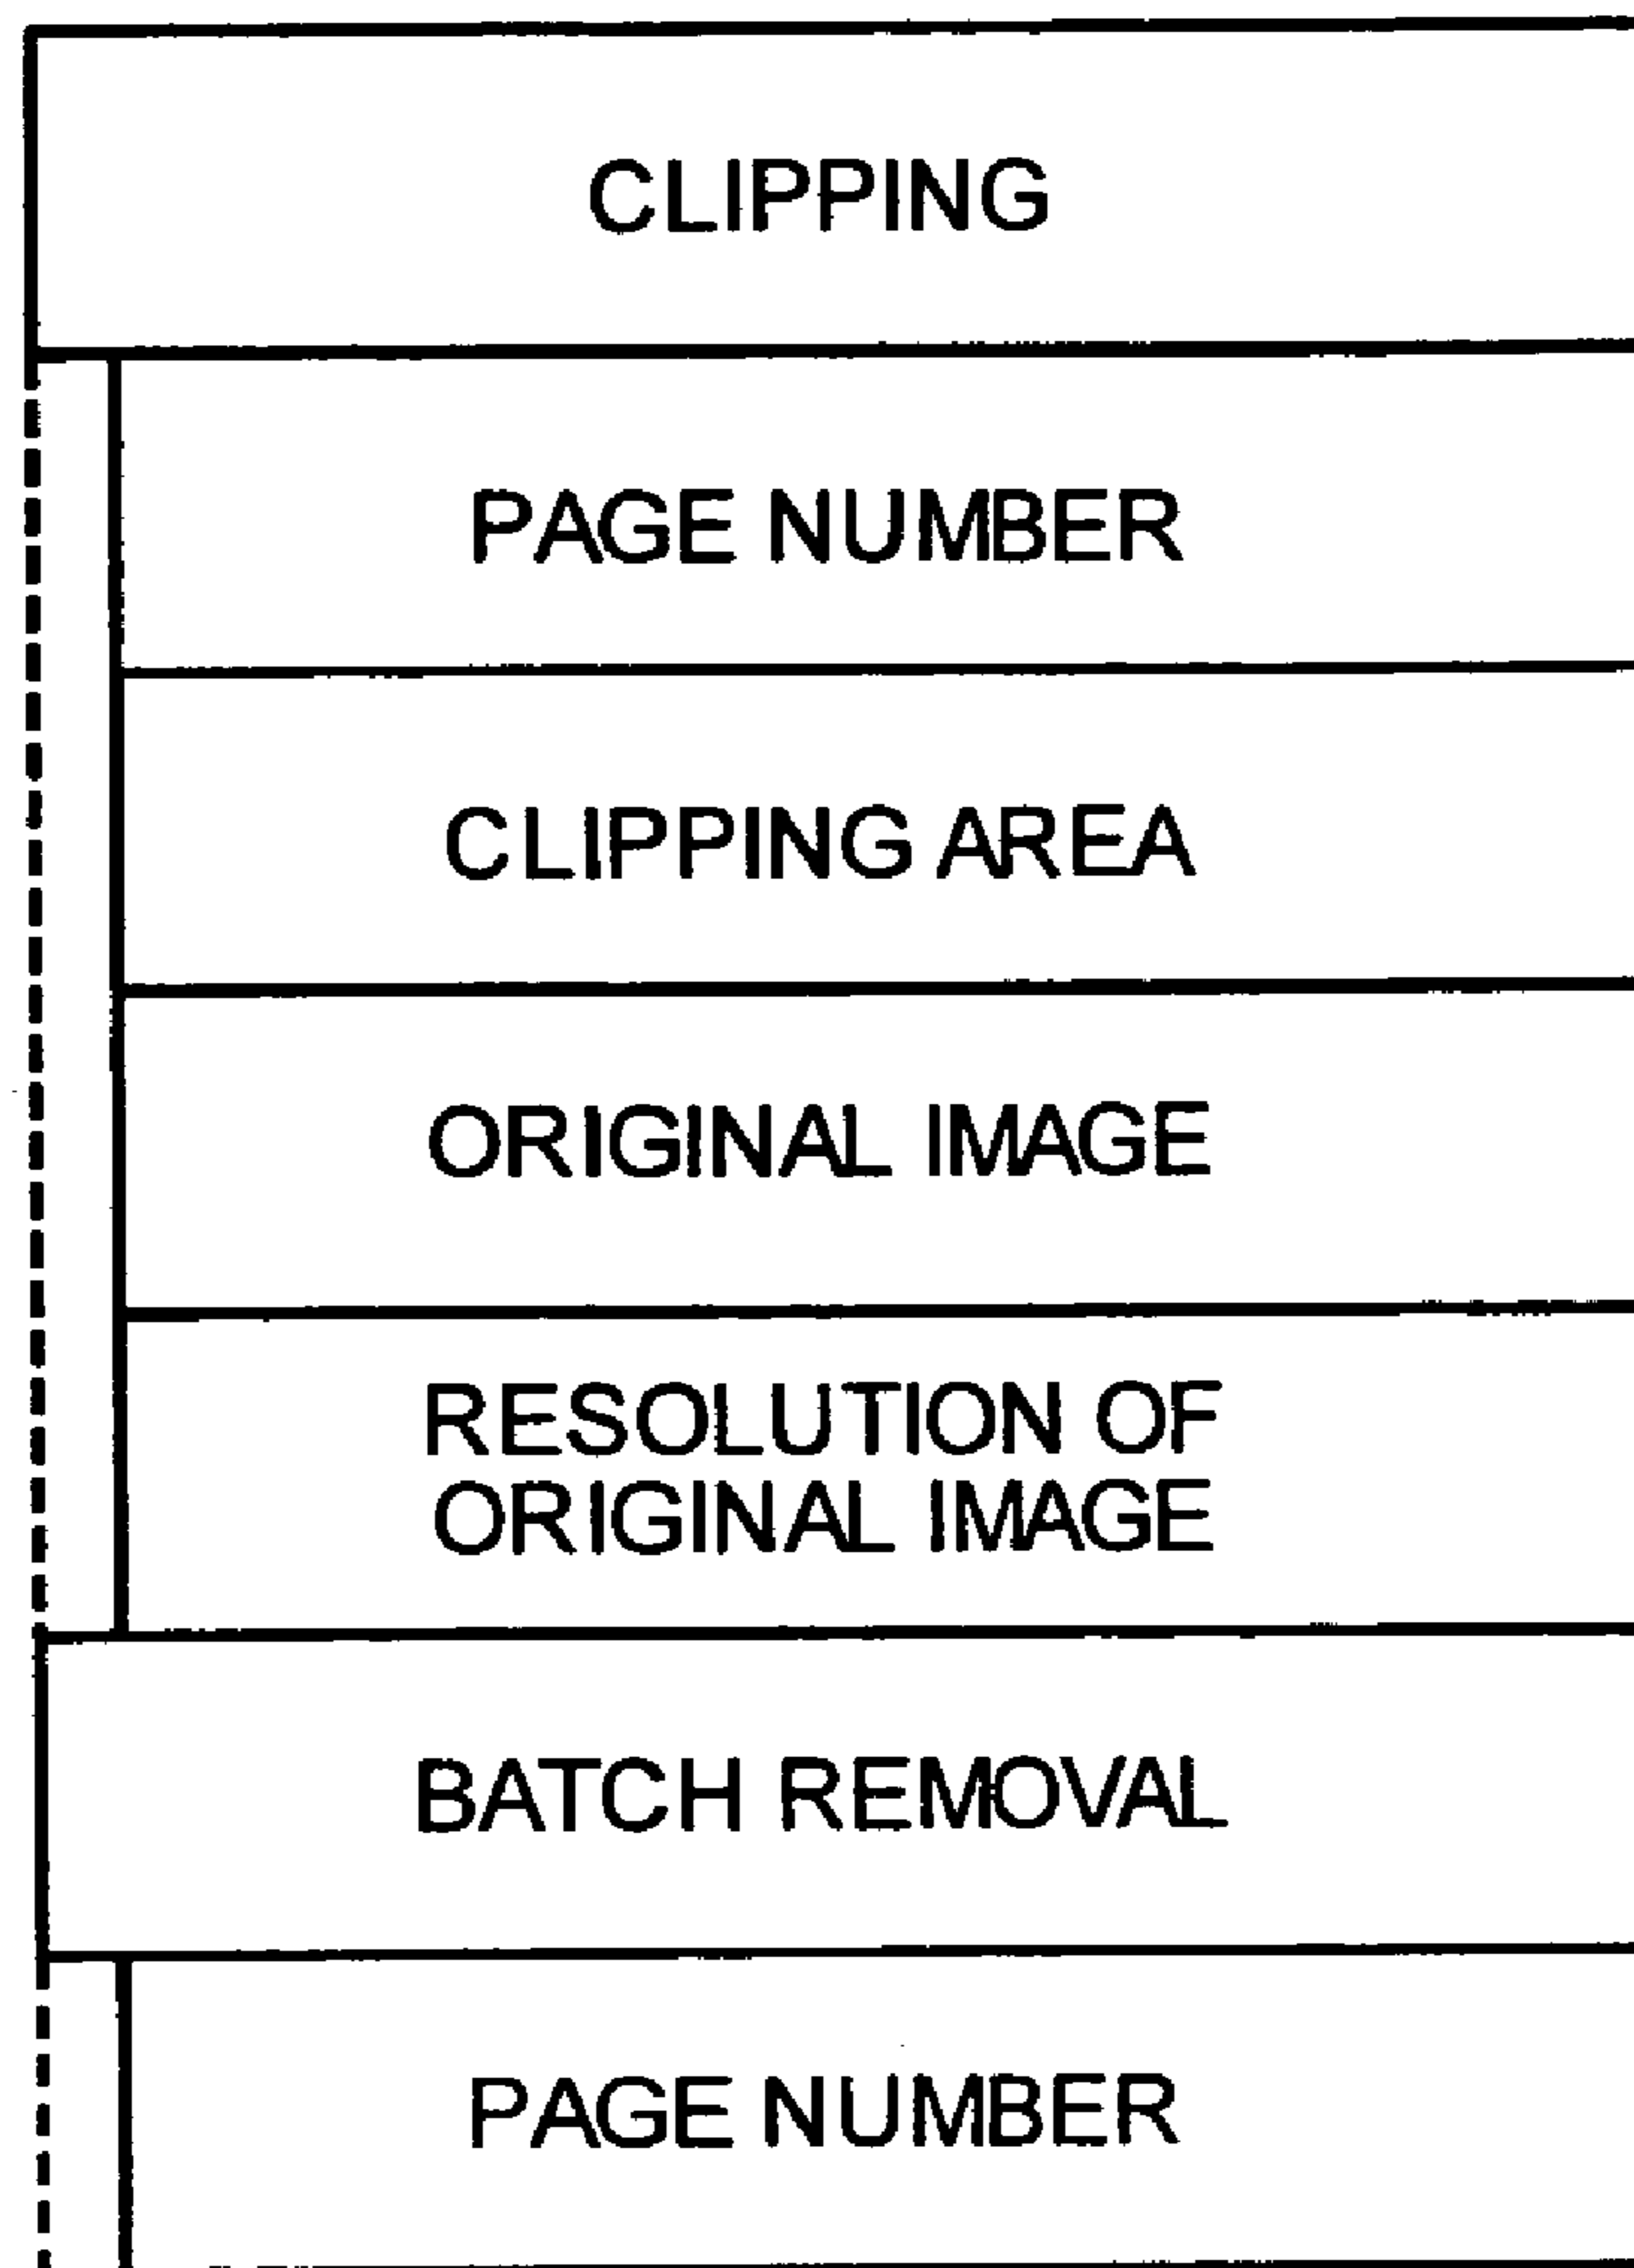 CLIPPING
PAGE NUMBER
CLIPPING AREA
ORIGINAL IMAGE
RESOLUTION OF
ORIGINAL IMAGE
BATCH REMOVAL
PAGE NUMBER